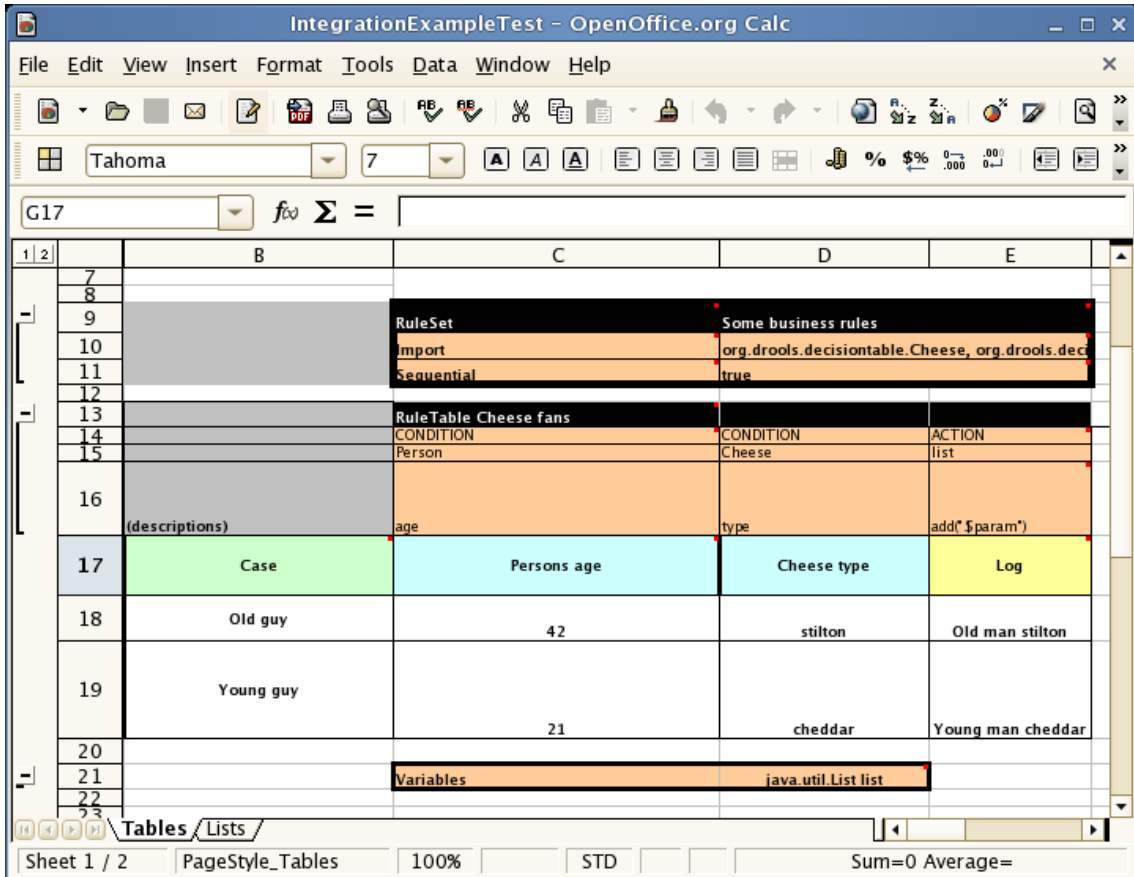 IntegrationExampleTest - OpenOffice.org Calc
File Edit View Insert Format Tools Data Window Help
Tahoma 7
G17
1 2 B C D E
7
8
9 RuleSet Some business rules
10 Import org.drools.decisiontable.Cheese, org.drools.deci
11 Sequential true
12
13 RuleTable Cheese fans
14 CONDITION CONDITION ACTION
15 Person Cheese list
16 (descriptions) age type add("$param")
17 Case Persons age Cheese type Log
18 Old guy 42 stilton Old man stilton
19 Young guy 21 cheddar Young man cheddar
20
21 Variables java.util.List list
22
23
Tables Lists
Sheet 1 / 2 PageStyle_Tables 100% STD Sum=0 Average=